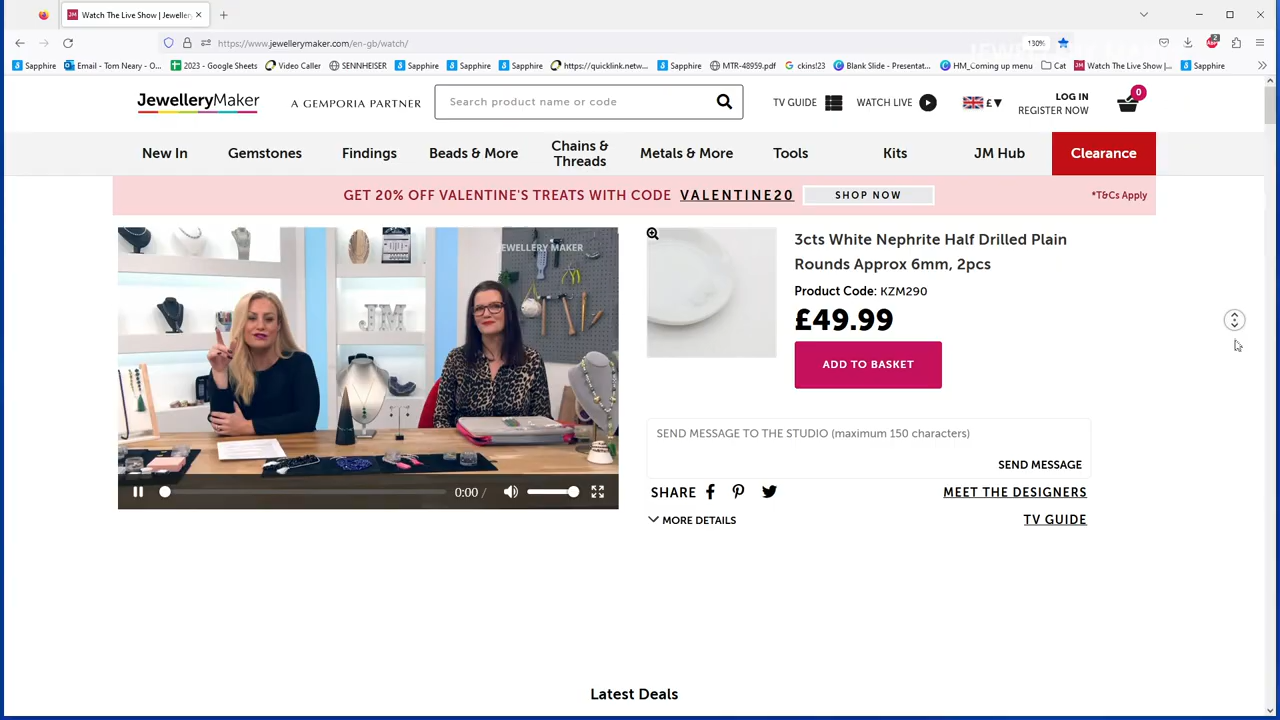 Watch The Live Show | Jeweller
https://www.jewellerymaker.com/en-gb/watch/
130%
2
Sapphire
Email - Tom Neary - O...
2023 - Google Sheets
Video Caller
SENNHEISER
Sapphire
Sapphire
Sapphire
https://quicklink.netw...
Sapphire
MTR-48959.pdf
ckins!23
Blank Slide - Presentat...
HM_Coming up menu
Cat
Watch The Live Show |...
Sapphire
JewelleryMaker
A GEMPORIA PARTNER
Search product name or code
TV GUIDE
WATCH LIVE
£
LOG IN
REGISTER NOW
0
New In
Gemstones
Findings
Beads & More
Chains &
Threads
Metals & More
Tools
Kits
JM Hub
Clearance
GET 20% OFF VALENTINE'S TREATS WITH CODE VALENTINE20
SHOP NOW
*T&Cs Apply
JEWELLERY MAKER
JM
0:00 /
3cts White Nephrite Half Drilled Plain
Rounds Approx 6mm, 2pcs
Product Code: KZM290
£49.99
ADD TO BASKET
SEND MESSAGE TO THE STUDIO (maximum 150 characters)
SEND MESSAGE
SHARE
MEET THE DESIGNERS
MORE DETAILS
TV GUIDE
Latest Deals